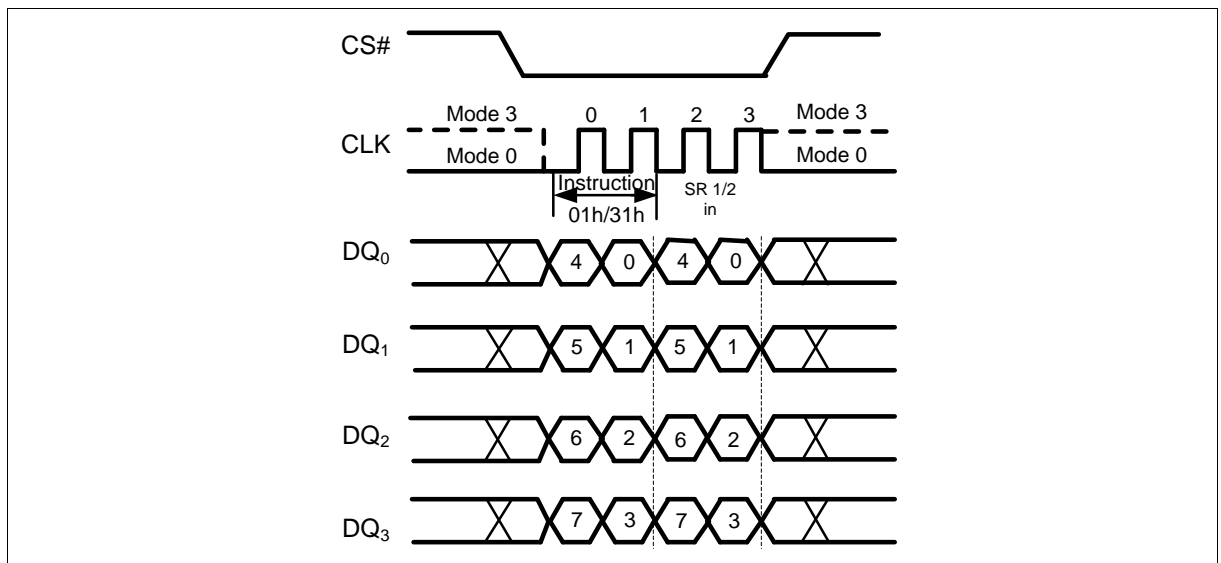 CS#
CLK
Mode 3
Mode 0
0 1 2 3
Mode 3
Mode 0
Instruction
01h/31h
SR 1/2
in
DQ0
4 0 4 0
DQ1
5 1 5 1
DQ2
6 2 6 2
DQ3
7 3 7 3